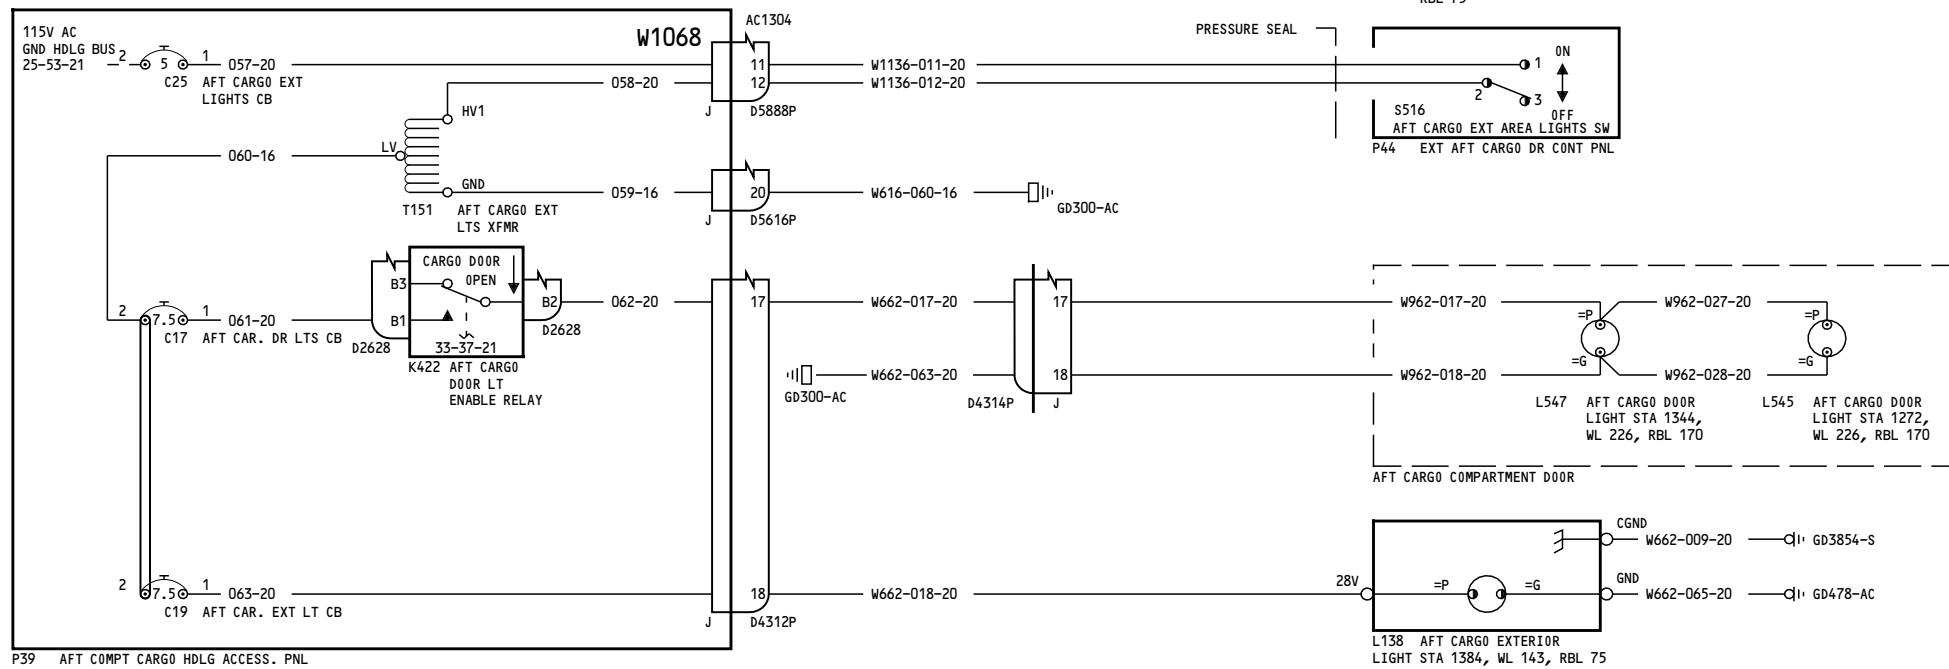 115V AC
GND HDLG BUS
25-53-21
2
5
1
057-20
C25
AFT CARGO EXT
LIGHTS CB
W1068
AC1304
11
12
J
D5888P
W1136-011-20
W1136-012-20
PRESSURE SEAL
ON
1
2
3
OFF
S516
AFT CARGO EXT AREA LIGHTS SW
P44 EXT AFT CARGO DR CONT PNL
058-20
HV1
LV
060-16
GND
059-16
T151
AFT CARGO EXT
LTS XFMR
20
J
D5616P
W616-060-16
GD300-AC
CARGO DOOR
OPEN
B3
B1
B2
D2628
D2628
33-37-21
K422 AFT CARGO
DOOR LT
ENABLE RELAY
2
7.5
1
061-20
C17 AFT CAR. DR LTS CB
062-20
17
W662-017-20
17
W662-063-20
18
GD300-AC
D4314P
J
W962-017-20
W962-018-20
=P
=G
W962-027-20
W962-028-20
=P
=G
L547 AFT CARGO DOOR
LIGHT STA 1344,
WL 226, RBL 170
L545 AFT CARGO DOOR
LIGHT STA 1272,
WL 226, RBL 170
AFT CARGO COMPARTMENT DOOR
2
7.5
1
063-20
C19 AFT CAR. EXT LT CB
18
J
D4312P
W662-018-20
28V
=P
=G
CGND
W662-009-20
GD3854-S
GND
W662-065-20
GD478-AC
L138 AFT CARGO EXTERIOR
LIGHT STA 1384, WL 143, RBL 75
P39 AFT COMPT CARGO HDLG ACCESS. PNL